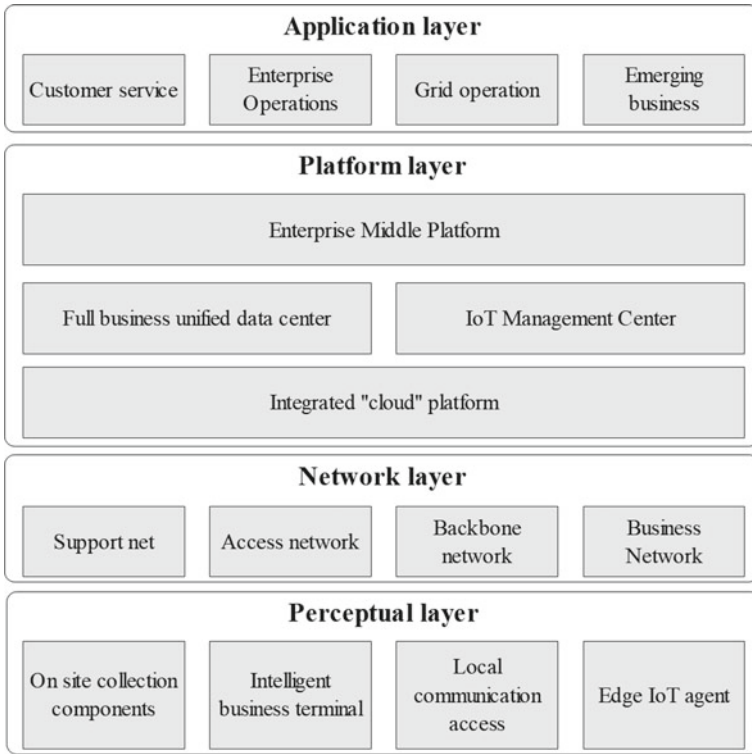 Application layer
Customer service
Enterprise
Operations
Grid operation
Emerging
business
Platform layer
Enterprise Middle Platform
Full business unified data center
IoT Management Center
Integrated "cloud" platform
Network layer
Support net
Access network
Backbone
network
Business
Network
Perceptual layer
On site collection
components
Intelligent
business terminal
Local
communication
access
Edge IoT agent